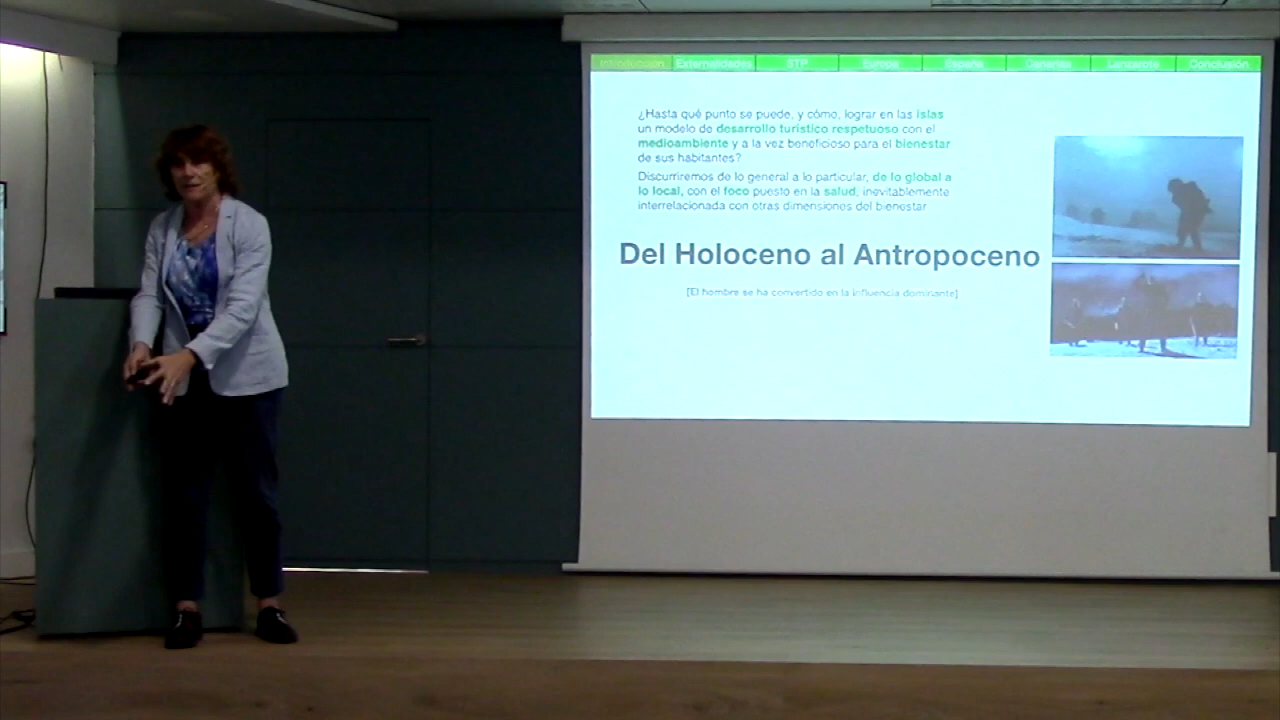 Introducción Externalidades STP Europa España Canarias Lanzarote Conclusión
¿Hasta qué punto se puede, y cómo, lograr en las islas
un modelo de desarrollo turístico respetuoso con el
medioambiente y a la vez beneficioso para el bienestar
de sus habitantes?
Discurriremos de lo general a lo particular, de lo global a
lo local, con el foco puesto en la salud, inevitablemente
interrelacionada con otras dimensiones del bienestar
Del Holoceno al Antropoceno
[El hombre se ha convertido en la influencia dominante]